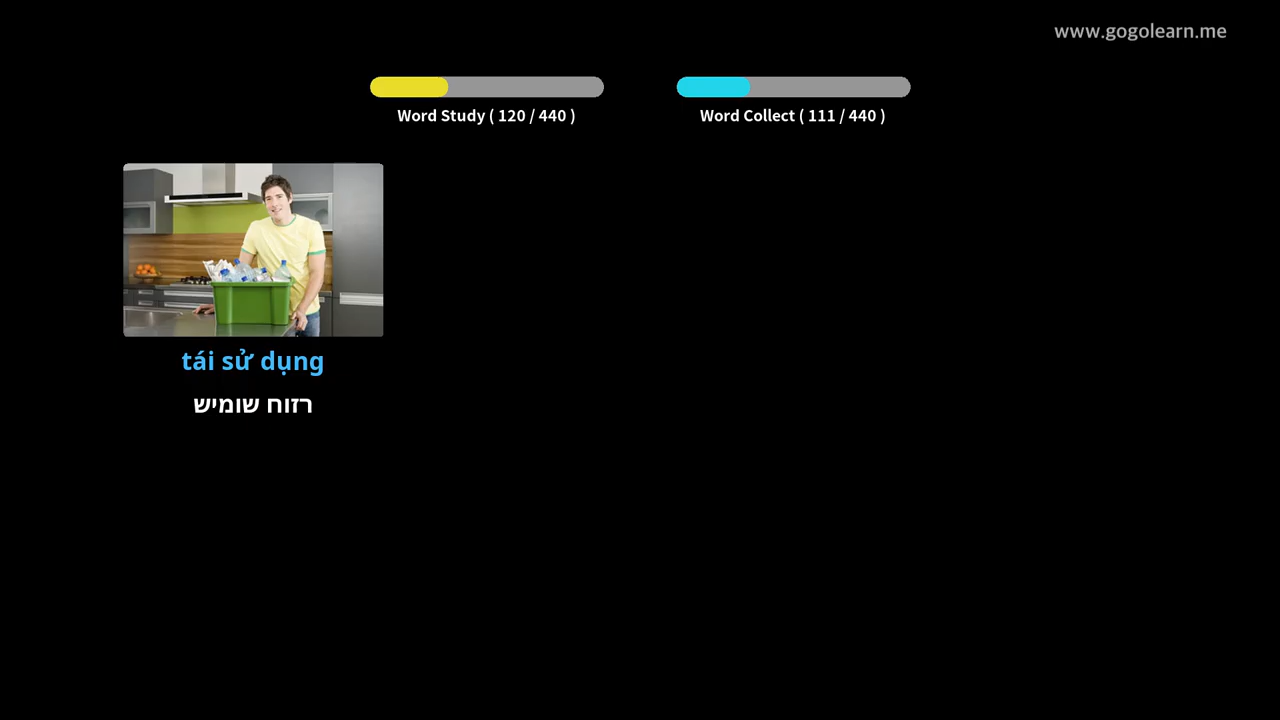 www.gogolearn.me
Word Study ( 120 / 440 )
Word Collect ( 111 / 440 )
tái sử dụng
רזוח שומיש